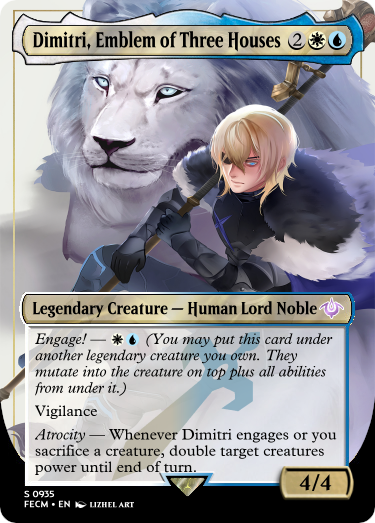 Dimitri, Emblem of Three Houses 2
Legendary Creature — Human Lord Noble
Engage! — (You may put this card under
another legendary creature you own. They
mutate into the creature on top plus all abilities
from under it.)
Vigilance
Atrocity — Whenever Dimitri engages or you
sacrifice a creature, double target creatures
power until end of turn.
4/4
S 0935
FECM • EN LIZHEL ART